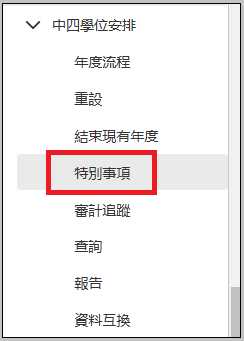 中四學位安排
年度流程
重設
結束現有年度
特別事項
審計追蹤
查詢
報告
資料互換